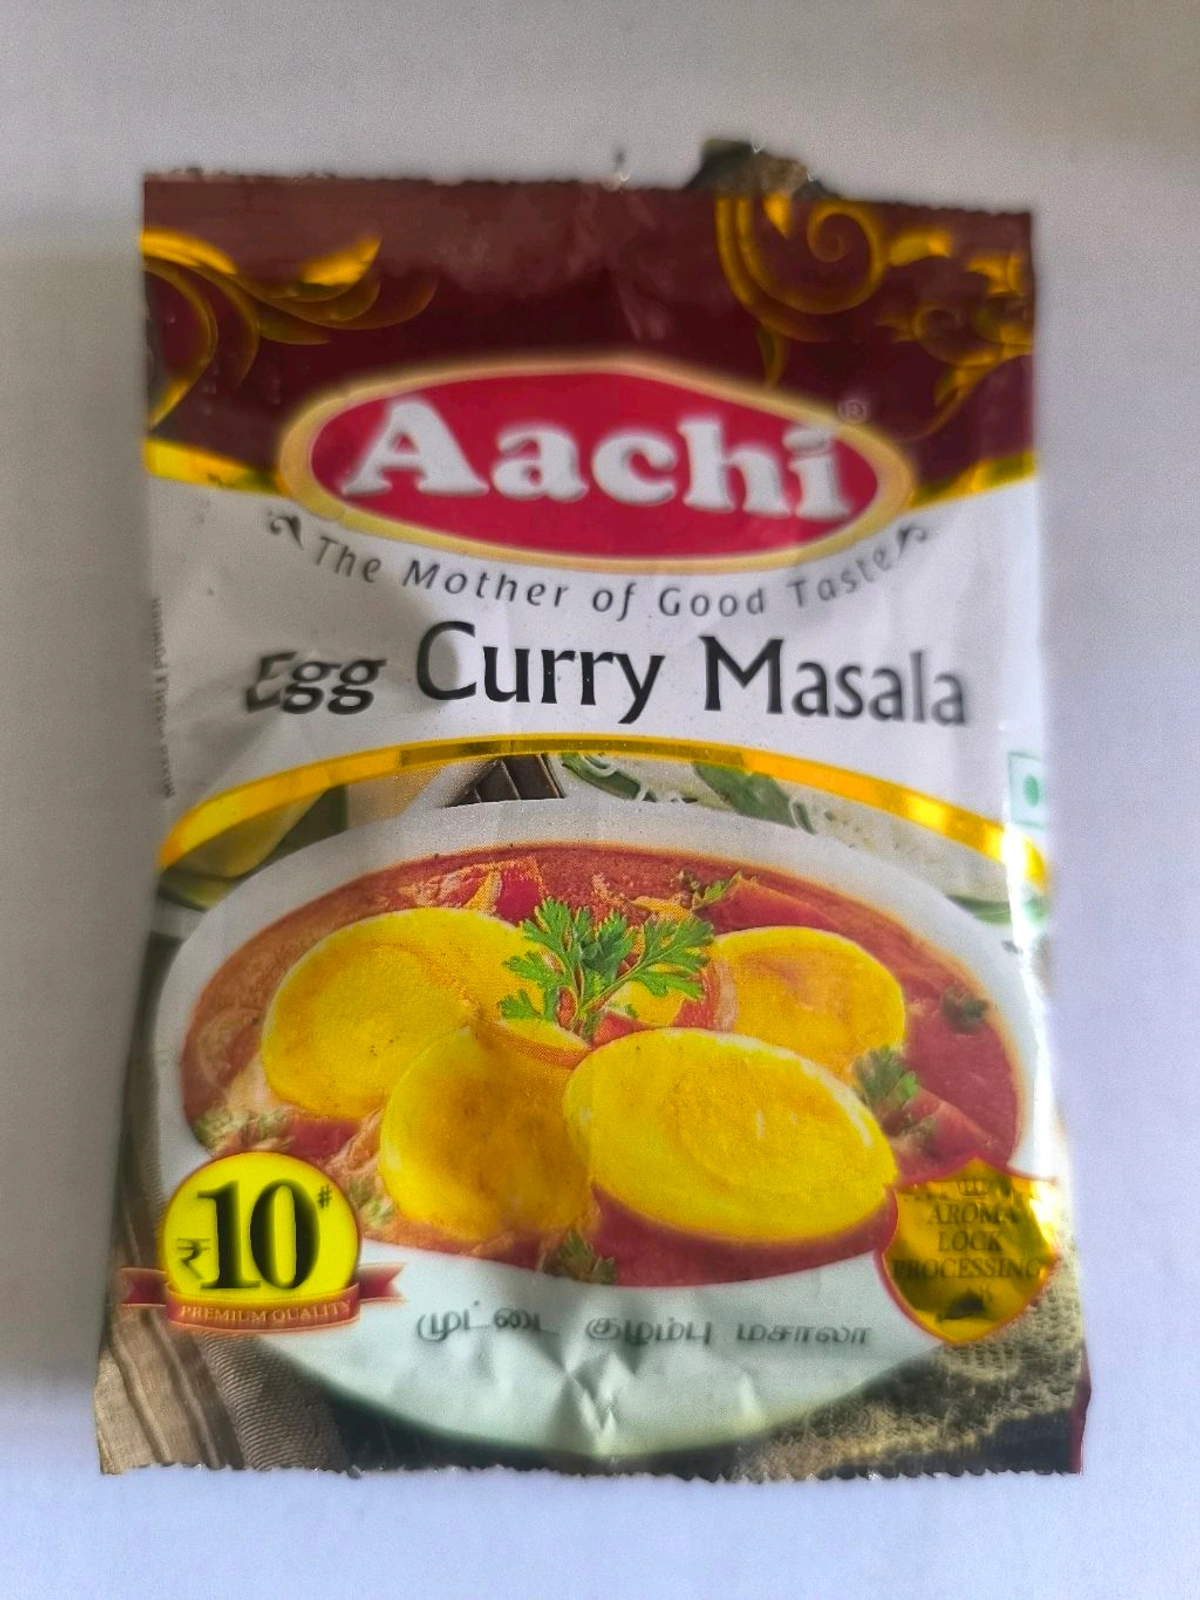 Aachi®
The Mother of Good Taste
Egg Curry Masala
₹10#
PREMIUM QUALITY
AROMA
LOCK
PROCESSING
முட்டை குழம்பு மசாலா